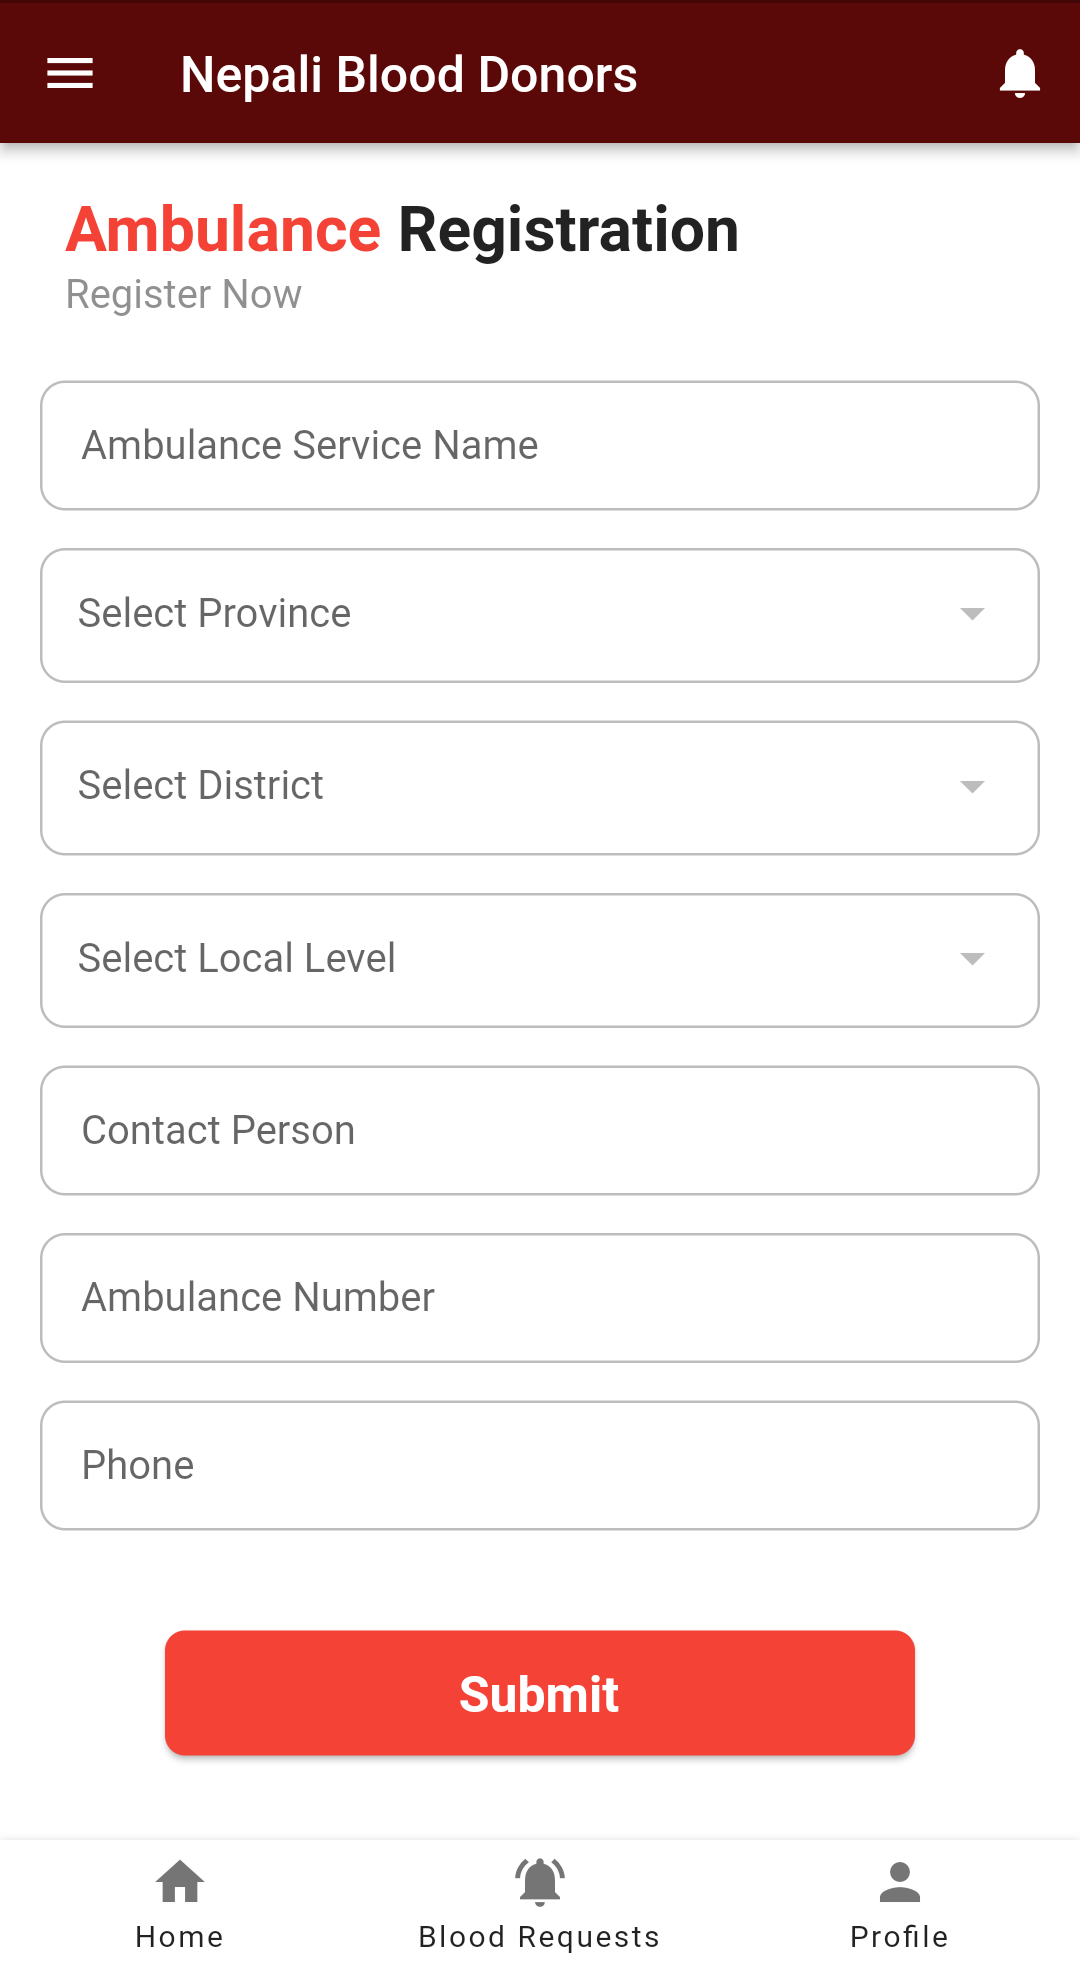 Nepali Blood Donors
Ambulance Registration
Register Now
Ambulance Service Name
Select Province
Select District
Select Local Level
Contact Person
Ambulance Number
Phone
Submit
Home
Blood Requests
Profile